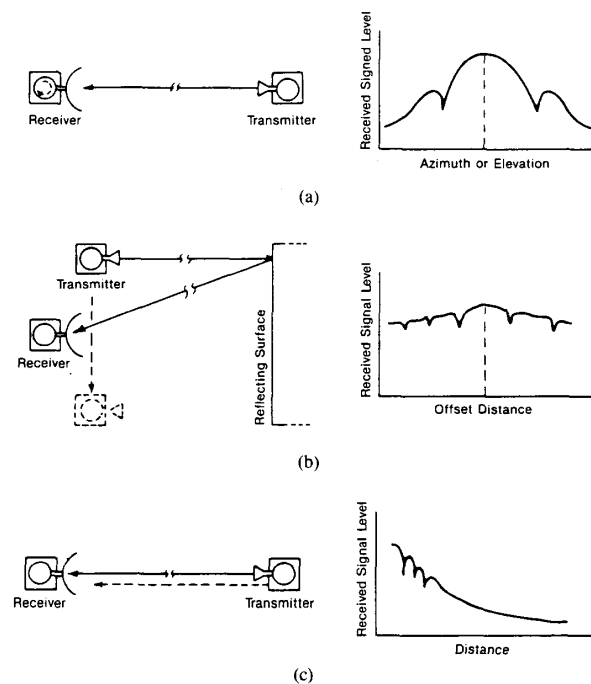 Receiver
Transmitter
Received Signed Level
Azimuth or Elevation
(a)
Transmitter
Receiver
Reflecting Surface
Received Signal Level
Offset Distance
(b)
Receiver
Transmitter
Received Signal Level
Distance
(c)